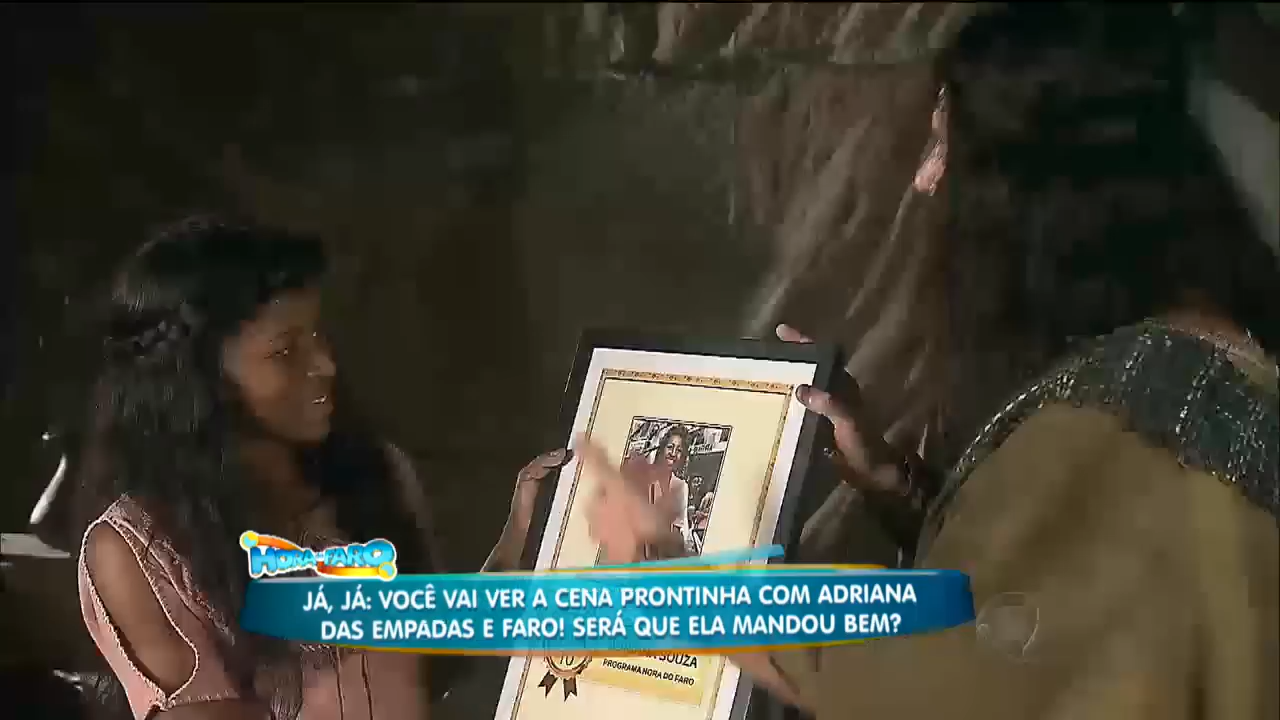 HORA DO FARO
JÁ, JÁ: VOCÊ VAI VER A CENA PRONTINHA COM ADRIANA
DAS EMPADAS E FARO! SERÁ QUE ELA MANDOU BEM?
10
SOUZA
PROGRAMA HORA DO FARO